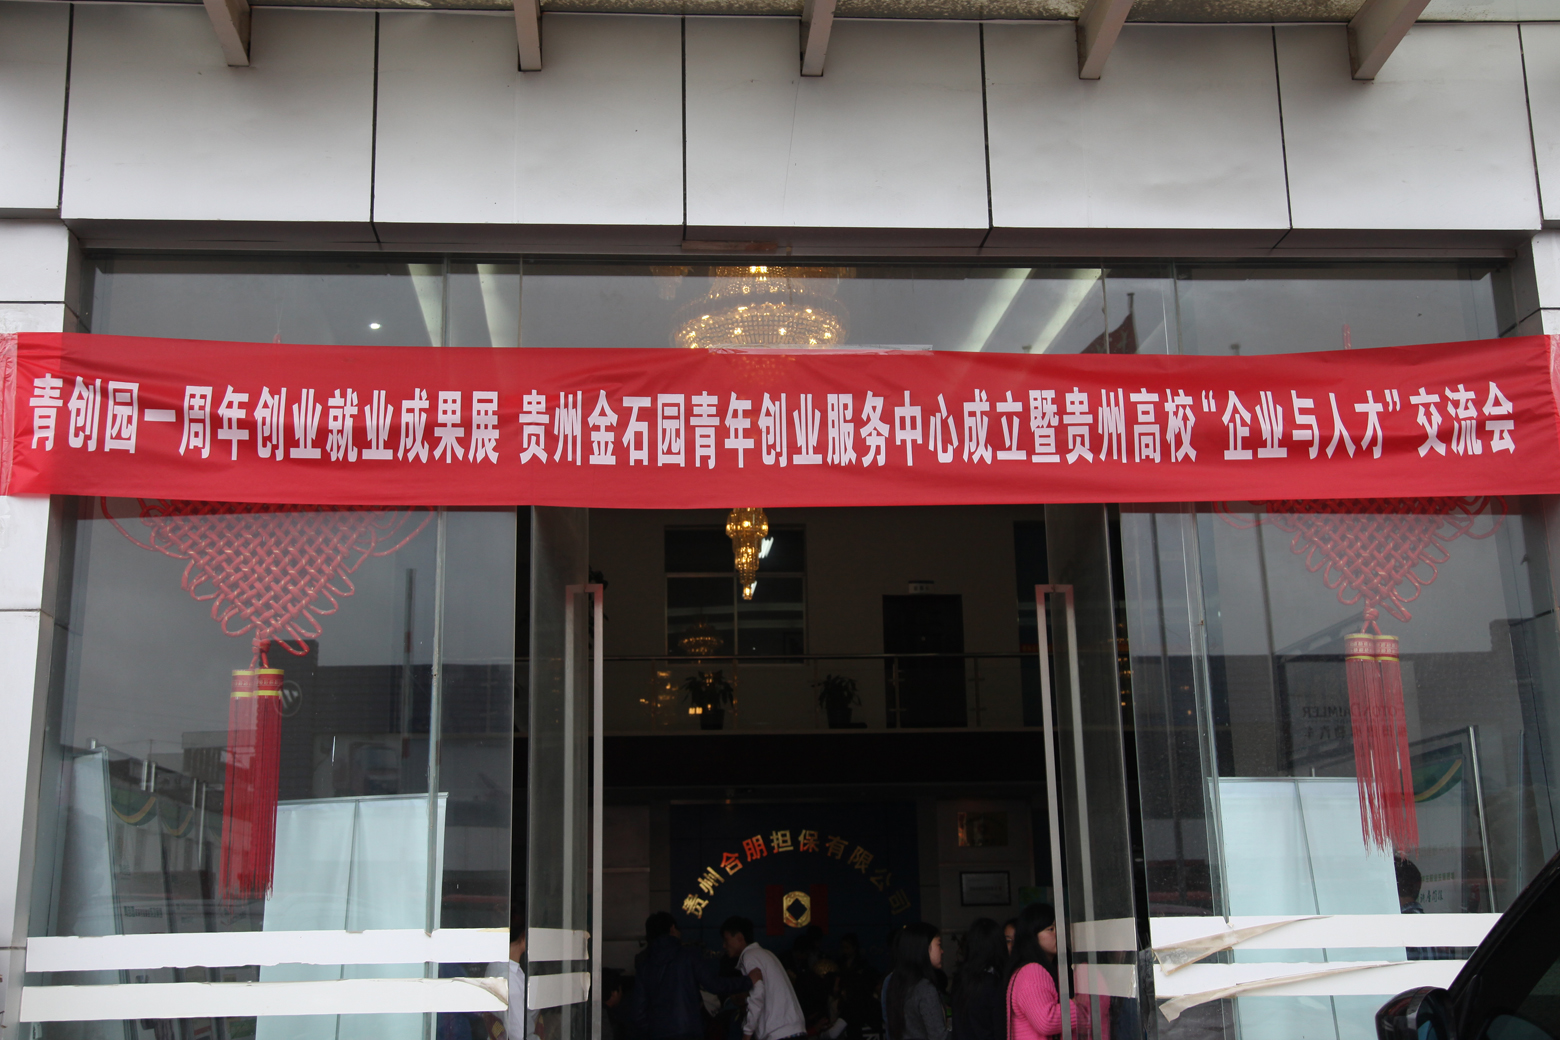 青创园一周年创业就业成果展 贵州金石园青年创业服务中心成立暨贵州高校“企业与人才”交流会
贵州合朋担保有限公司